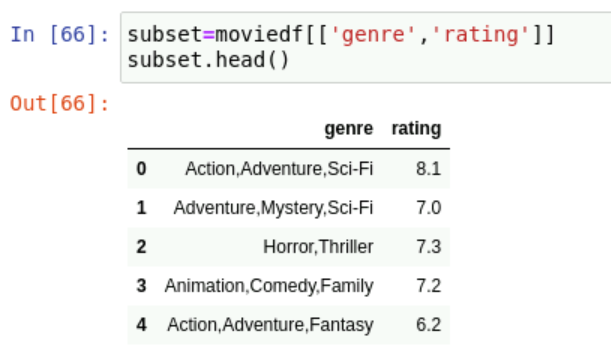 In [66]: subset=moviedf[['genre','rating']]
subset.head()
Out[66]:
genre rating
0 Action,Adventure,Sci-Fi 8.1
1 Adventure,Mystery,Sci-Fi 7.0
2 Horror,Thriller 7.3
3 Animation,Comedy,Family 7.2
4 Action,Adventure,Fantasy 6.2